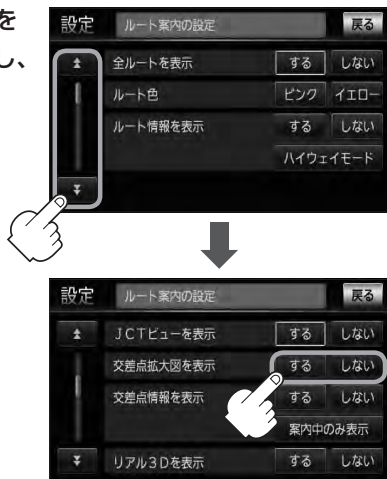 を
し、
設定 ルート案内の設定 戻る
全ルートを表示 する しない
ルート色 ピンク イエロー
ルート情報を表示 する しない
ハイウェイモード
設定 ルート案内の設定 戻る
JCTビューを表示 する しない
交差点拡大図を表示 する しない
交差点情報を表示 する しない
案内中のみ表示
リアル3Dを表示 する しない